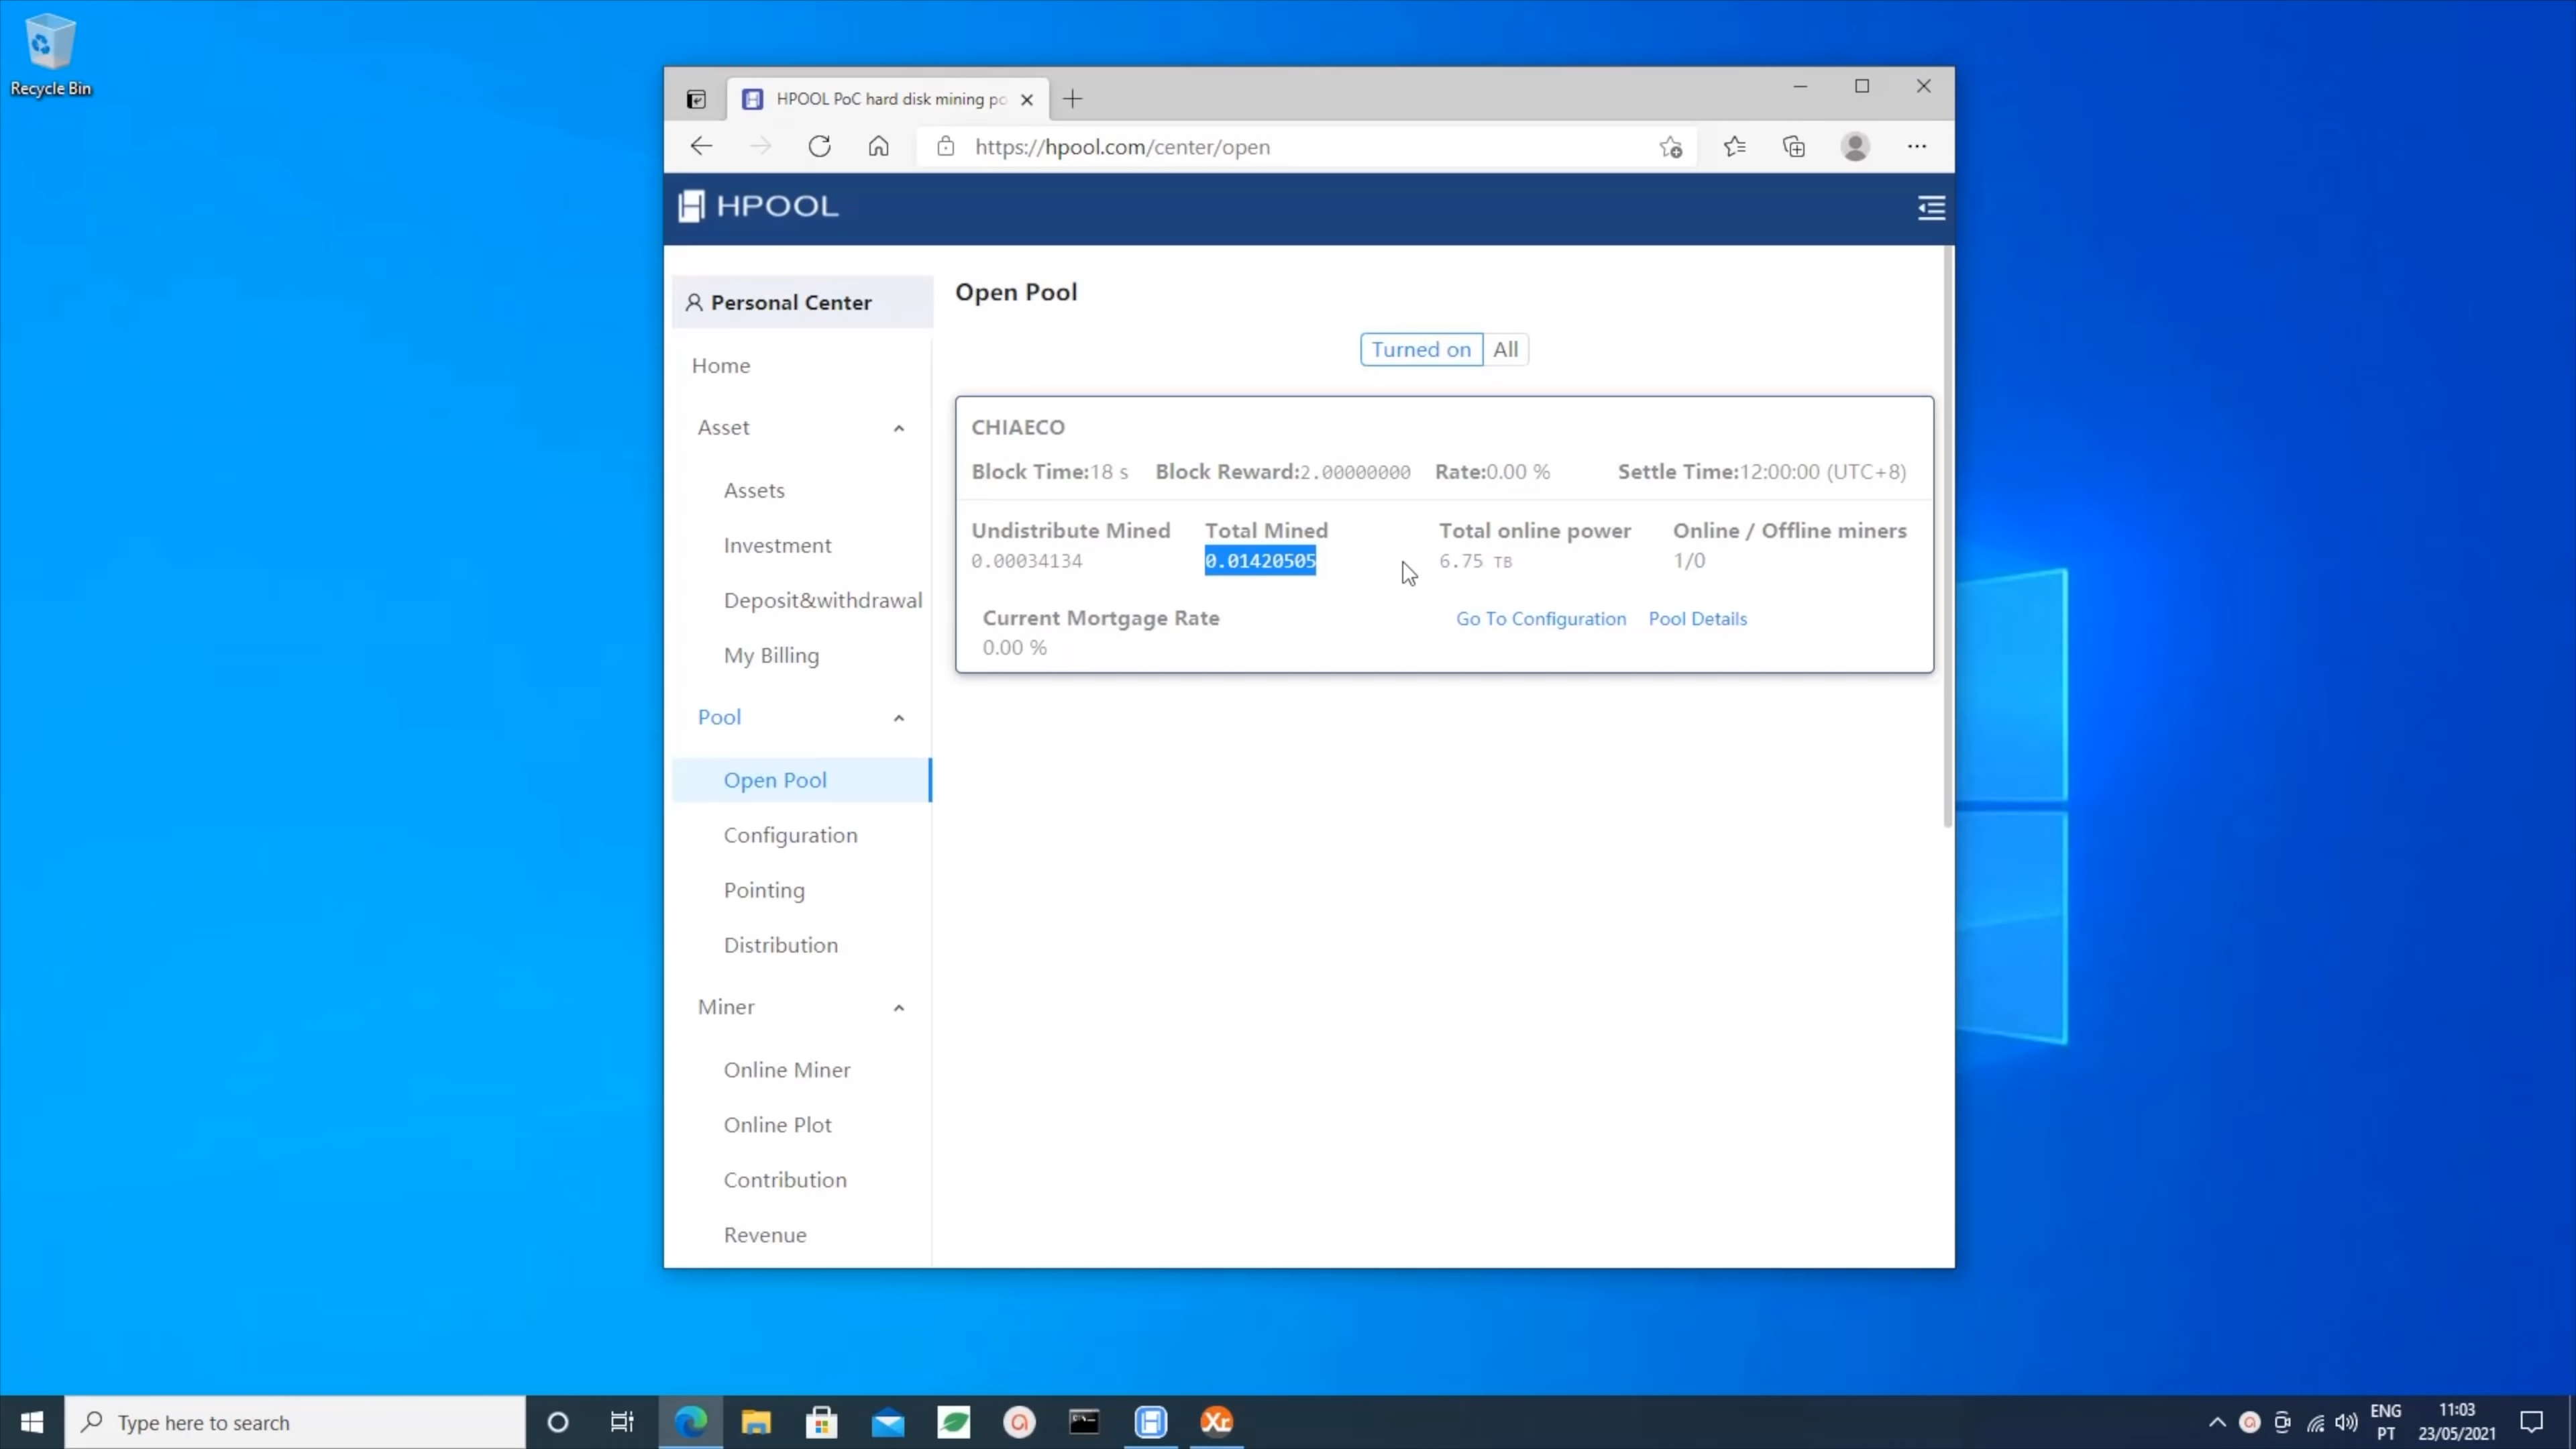 Recycle Bin
HPOOL PoC hard disk mining po
https://hpool.com/center/open
HPOOL
Personal Center
Home
Asset
Assets
Investment
Deposit&withdrawal
My Billing
Pool
Open Pool
Configuration
Pointing
Distribution
Miner
Online Miner
Online Plot
Contribution
Revenue
Open Pool
Turned on All
CHIAECO
Block Time:18 s Block Reward:2.00000000 Rate:0.00 % Settle Time:12:00:00 (UTC+8)
Undistribute Mined Total Mined Total online power Online / Offline miners
0.00034134 0.01420505 6.75 TB 1/0
Current Mortgage Rate Go To Configuration Pool Details
0.00 %
Type here to search
Xr
ENG 11:03
PT 23/05/2021